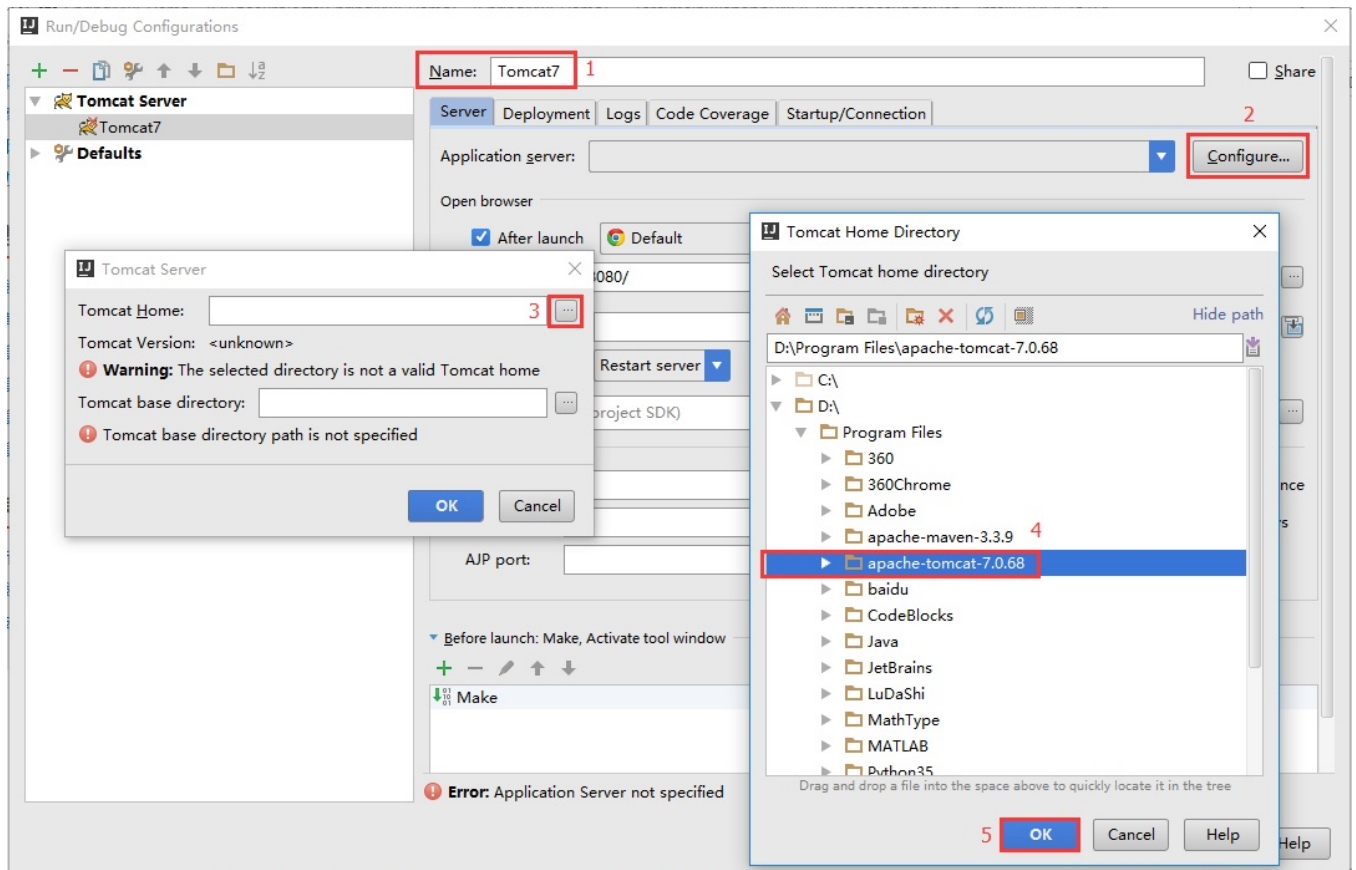 Run/Debug Configurations
Name: Tomcat7 1
Share
Tomcat Server
Tomcat7
Defaults
Server Deployment Logs Code Coverage Startup/Connection
2
Application server:
Configure...
Open browser
After launch Default
8080/
Restart server
project SDK)
nce
s
AJP port:
Before launch: Make, Activate tool window
Make
Error: Application Server not specified
Help
Tomcat Server
Tomcat Home: 3
Tomcat Version: <unknown>
Warning: The selected directory is not a valid Tomcat home
Tomcat base directory:
Tomcat base directory path is not specified
OK Cancel
Tomcat Home Directory
Select Tomcat home directory
Hide path
D:\Program Files\apache-tomcat-7.0.68
C:\
D:\
Program Files
360
360Chrome
Adobe
apache-maven-3.3.9 4
apache-tomcat-7.0.68
baidu
CodeBlocks
Java
JetBrains
LuDaShi
MathType
MATLAB
Python35
Drag and drop a file into the space above to quickly locate it in the tree
5 OK Cancel Help